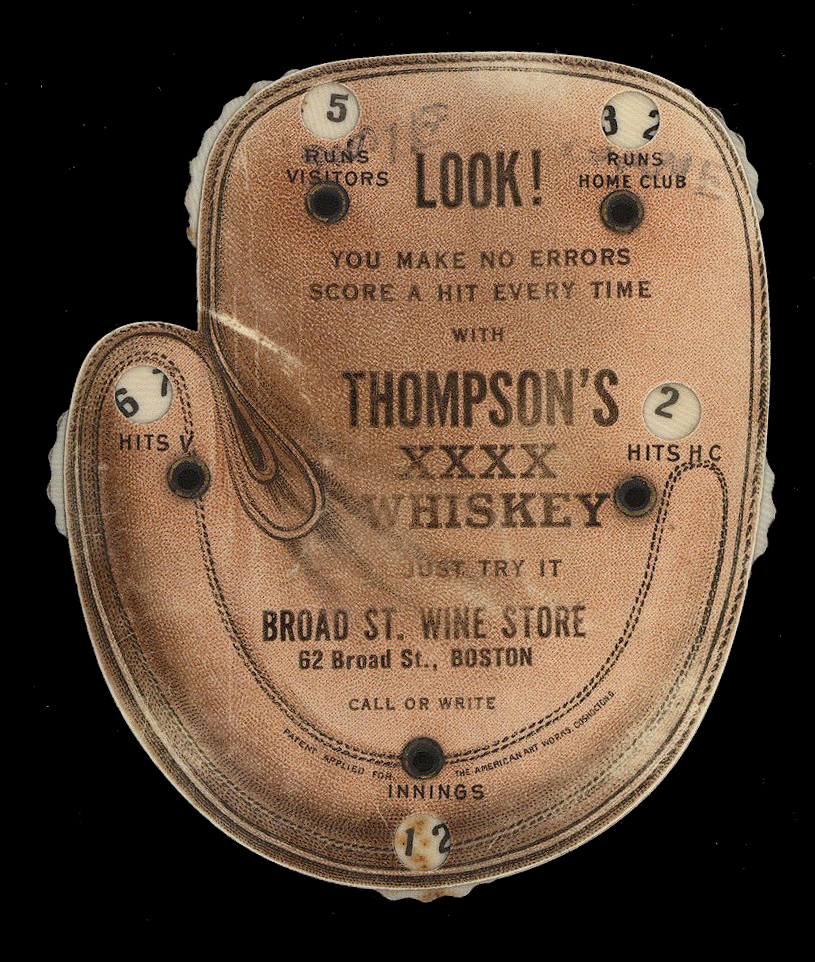 5
3 2
RUNS
VISITORS
RUNS
HOME CLUB
LOOK!
YOU MAKE NO ERRORS
SCORE A HIT EVERY TIME
WITH
THOMPSON'S
6 7
2
HITS V
HITS H C
XXXX
WHISKEY
JUST TRY IT
BROAD ST. WINE STORE
62 Broad St., BOSTON
CALL OR WRITE
PATENT APPLIED FOR
THE AMERICAN ART WORKS, COSHOCTON, O.
INNINGS
1 2